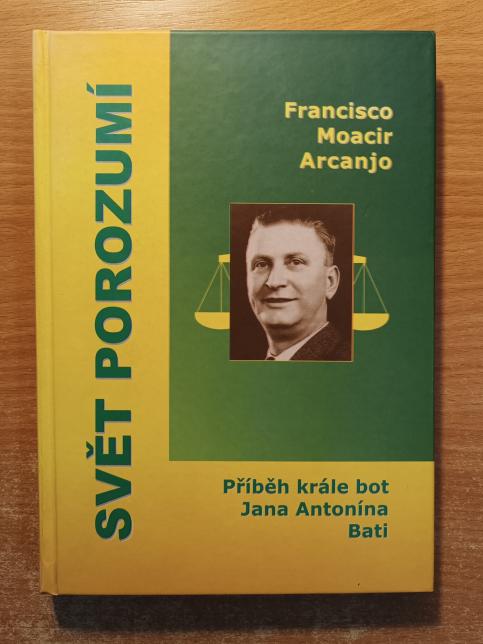 SVĚT POROZUMÍ
Francisco
Moacir
Arcanjo
Příběh krále bot
Jana Antonína
Bati